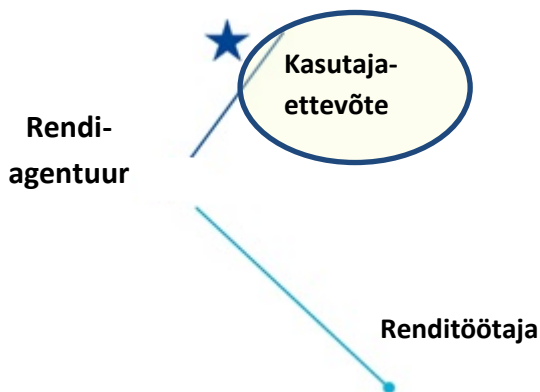 Kasutaja-
ettevõte
Rendi-
agentuur
Renditöötaja